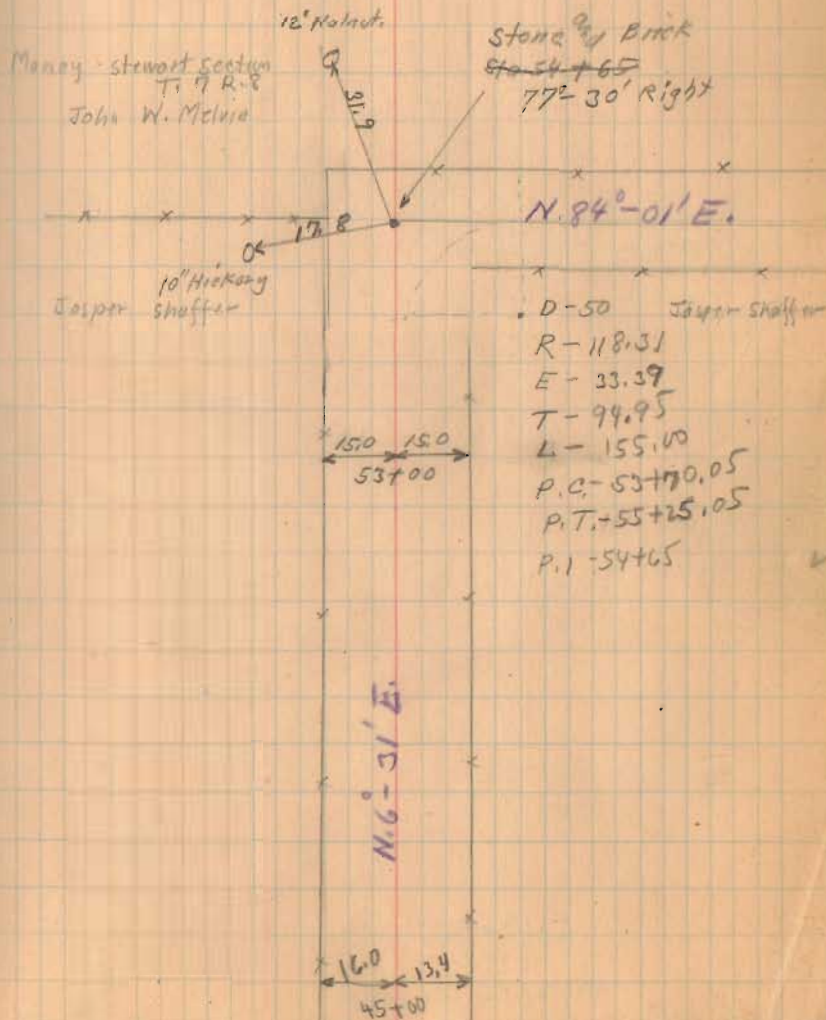 12" Walnut.
Stone and Brick
Sta 54+65
77°-30' Right
Money-Stewart Section
T. 7 R. 8
John W. Melvin
31.9
N. 84°-01' E.
17.8
10" Hickory
Jasper Shaffer
D-50
Jasper Shaffer
R-118.31
E-33.39
T-94.95
L-155.00
P.C.-53+70.05
P.T.-55+25.05
P.I-54+65
15.0 15.0
53+00
N. 6°-31' E.
16.0 13.4
45+00